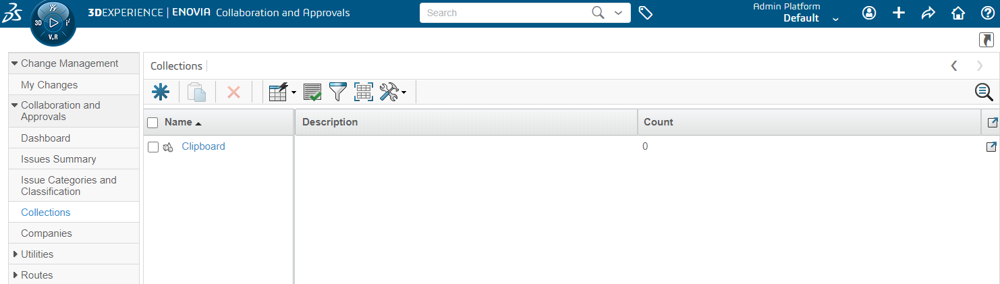 3DEXPERIENCE | ENOVIA Collaboration and Approvals
Search
Admin Platform
Default
3D
V.R
Change Management
My Changes
Collaboration and
Approvals
Dashboard
Issues Summary
Issue Categories and
Classification
Collections
Companies
Utilities
Routes
Collections
Name
Description
Count
Clipboard
0